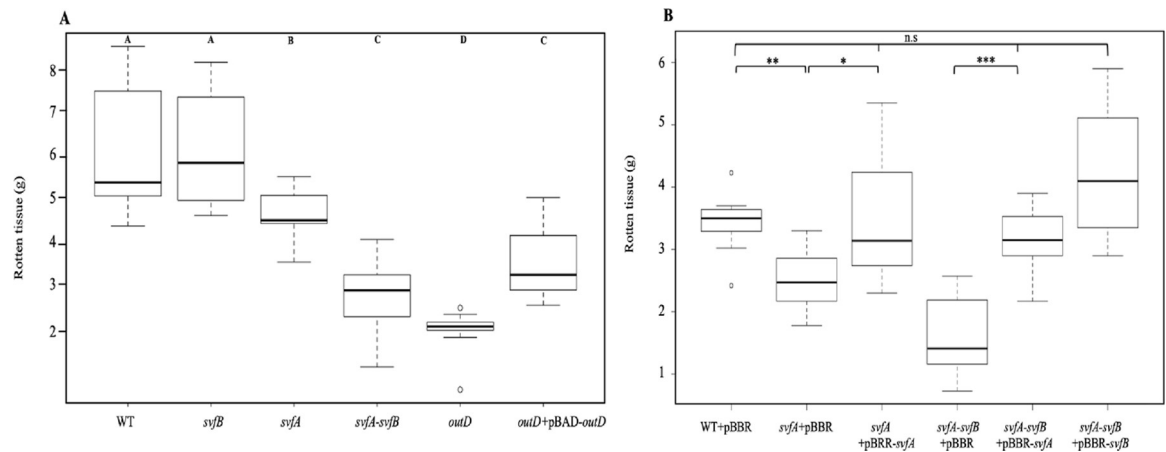 A
A A B C D C
Rotten tissue (g)
8
7
6
5
4
3
2
WT svfB svfA svfA-svfB outD outD+pBAD-outD
B
n.s
** * ***
Rotten tissue (g)
6
5
4
3
2
1
WT+pBBR svfA+pBBR svfA svfA-svfB svfA-svfB svfA-svfB
+pBRR-svfA +pBBR +pBBR-svfA +pBBR-svfB